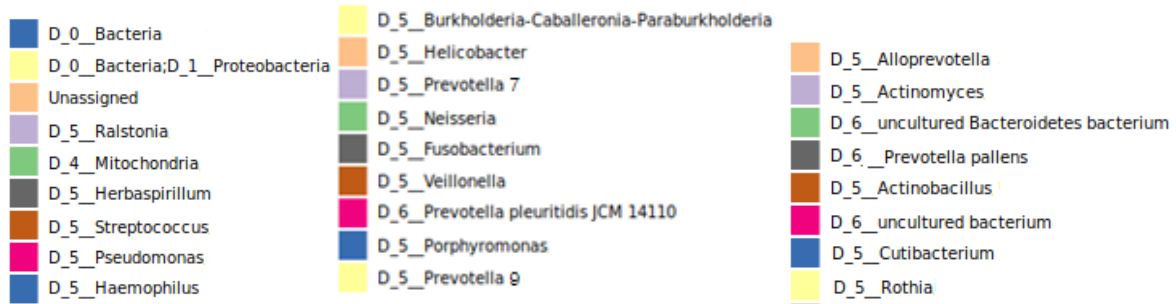 D_0__Bacteria
D_0__Bacteria;D_1__Proteobacteria
Unassigned
D_5__Ralstonia
D_4__Mitochondria
D_5__Herbaspirillum
D_5__Streptococcus
D_5__Pseudomonas
D_5__Haemophilus
D_5__Burkholderia-Caballeronia-Paraburkholderia
D_5__Helicobacter
D_5__Prevotella 7
D_5__Neisseria
D_5__Fusobacterium
D_5__Veillonella
D_6__Prevotella pleuritidis JCM 14110
D_5__Porphyromonas
D_5__Prevotella 9
D_5__Alloprevotella
D_5__Actinomyces
D_6__uncultured Bacteroidetes bacterium
D_6__Prevotella pallens
D_5__Actinobacillus
D_6__uncultured bacterium
D_5__Cutibacterium
D_5__Rothia